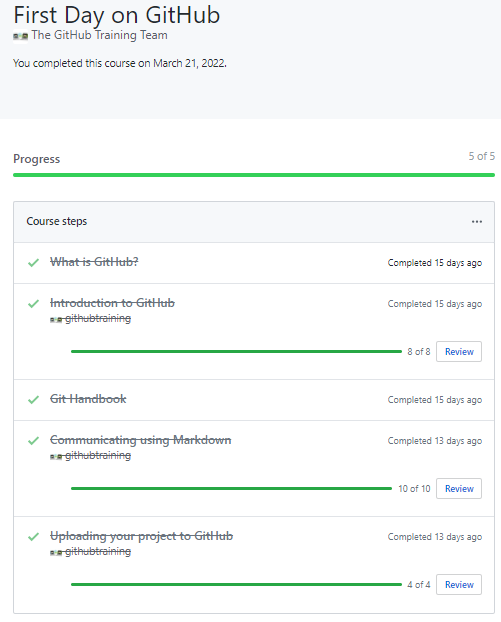 First Day on GitHub
The GitHub Training Team
You completed this course on March 21, 2022.
Progress
5 of 5
Course steps
...
What is GitHub?
Completed 15 days ago
Introduction to GitHub
Completed 15 days ago
githubtraining
8 of 8
Review
Git Handbook
Completed 15 days ago
Communicating using Markdown
Completed 13 days ago
githubtraining
10 of 10
Review
Uploading your project to GitHub
Completed 13 days ago
githubtraining
4 of 4
Review